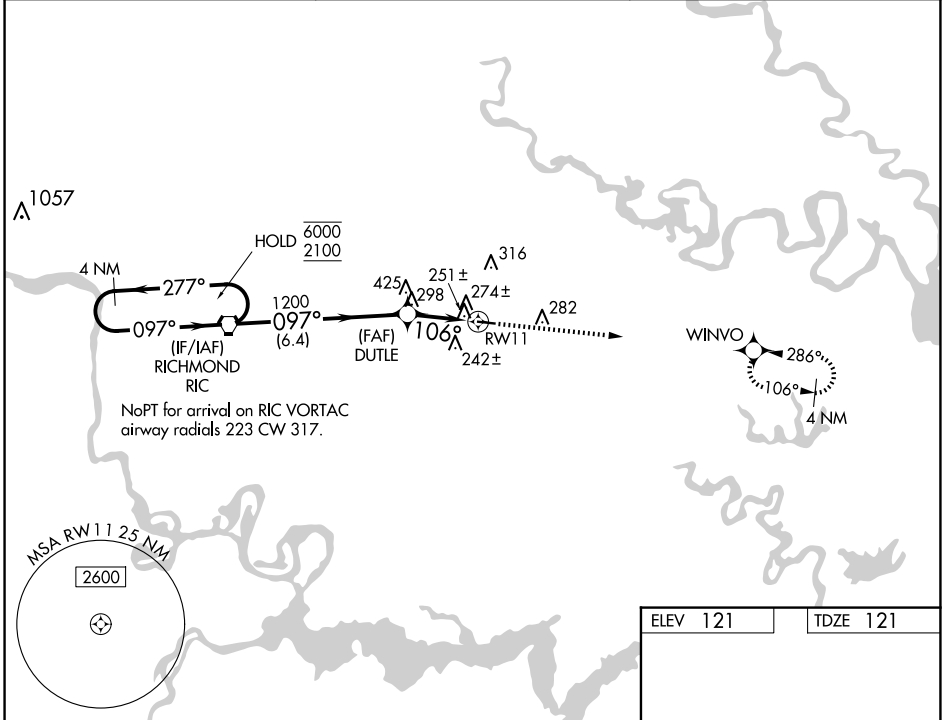 1057
HOLD 6000
2100
4 NM
277°
097°
1200
097°
(6.4)
(IF/IAF)
RICHMOND
RIC
NoPT for arrival on RIC VORTAC
airway radials 223 CW 317.
425
298
251±
274±
316
282
(FAF)
DUTLE
106°
RW11
242±
WINVO
286°
106°
4 NM
MSA RW11 25 NM
2600
ELEV 121
TDZE 121